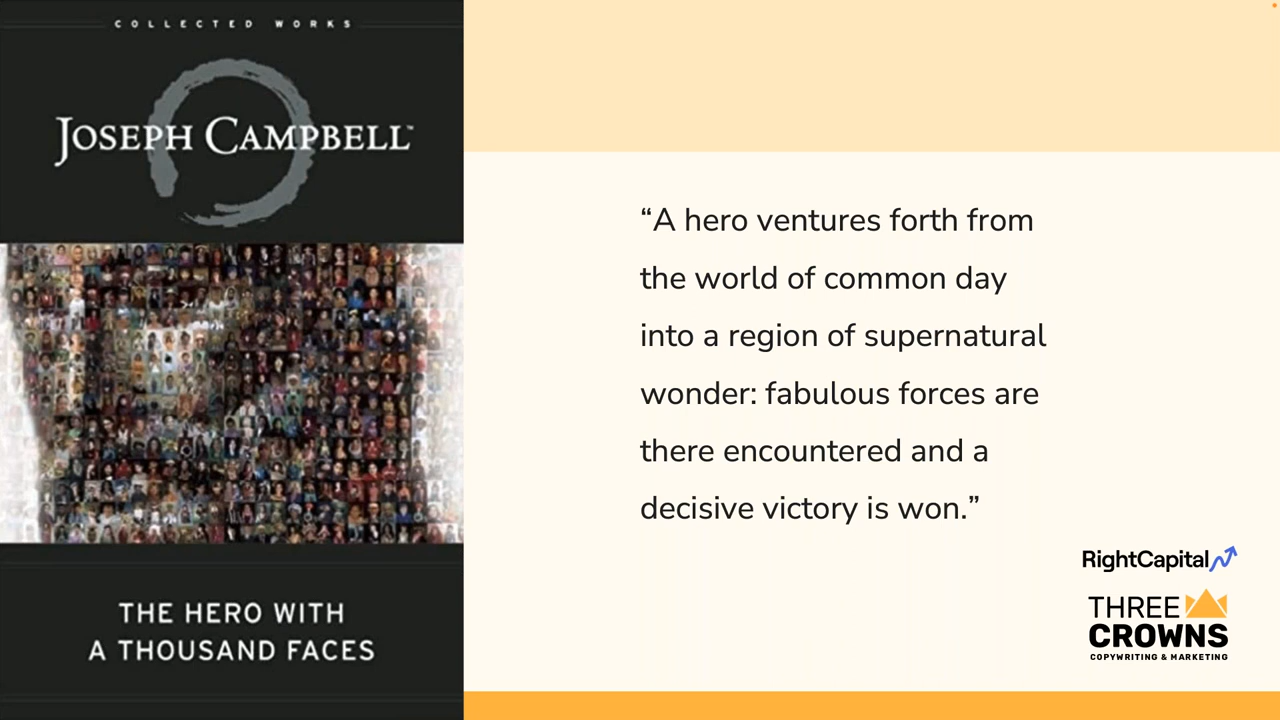 COLLECTED WORKS
JOSEPH CAMPBELL™
THE HERO WITH
A THOUSAND FACES
“A hero ventures forth from
the world of common day
into a region of supernatural
wonder: fabulous forces are
there encountered and a
decisive victory is won.”
RightCapital
THREE
CROWNS
COPYWRITING & MARKETING